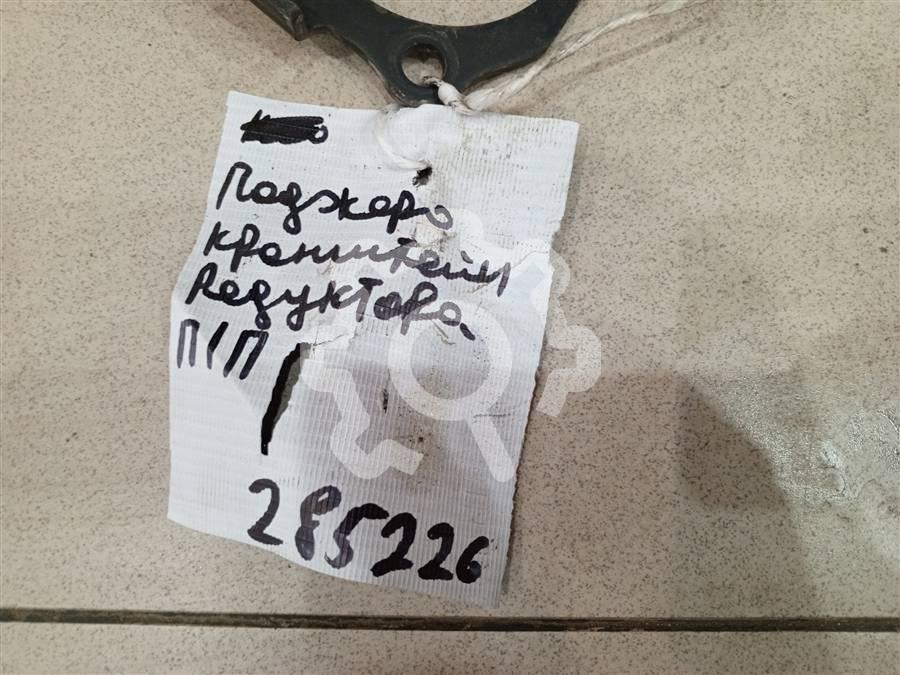 Паджеро
кронштейн
Редуктора
П/П
285226